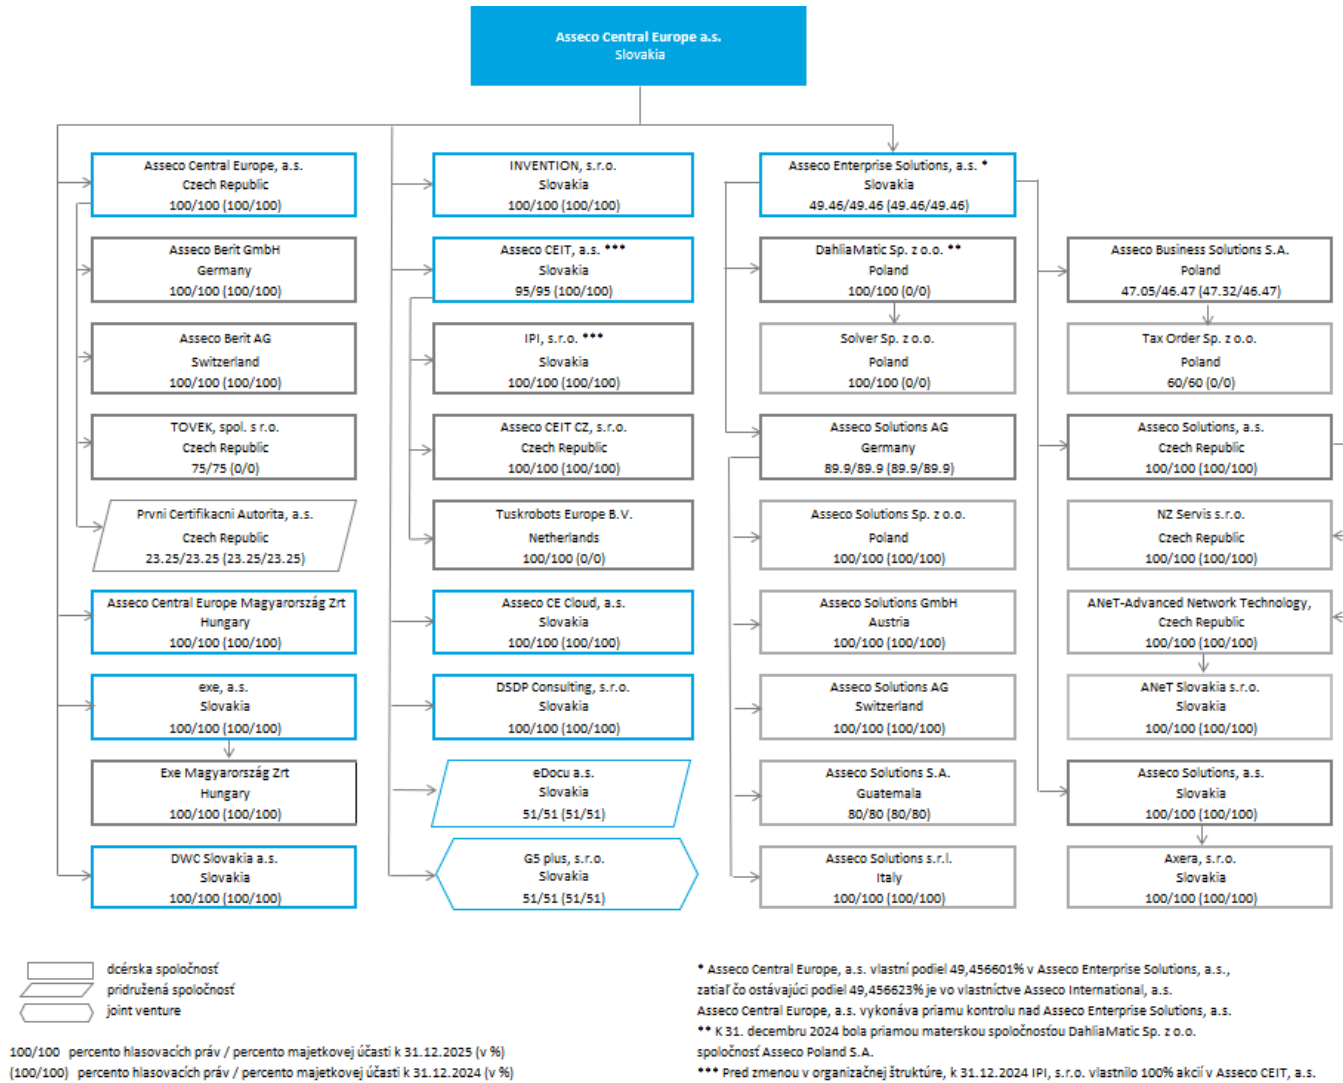 Asseco Central Europe a.s.
Slovakia
Asseco Central Europe, a.s.
Czech Republic
100/100 (100/100)
Asseco Berit GmbH
Germany
100/100 (100/100)
Asseco Berit AG
Switzerland
100/100 (100/100)
TOVEK, spol. s r.o.
Czech Republic
75/75 (0/0)
Prvni Certifikacni Autorita, a.s.
Czech Republic
23.25/23.25 (23.25/23.25)
Asseco Central Europe Magyarország Zrt
Hungary
100/100 (100/100)
exe, a.s.
Slovakia
100/100 (100/100)
Exe Magyarország Zrt
Hungary
100/100 (100/100)
DWC Slovakia a.s.
Slovakia
100/100 (100/100)
INVENTION, s.r.o.
Slovakia
100/100 (100/100)
Asseco CEIT, a.s. ***
Slovakia
95/95 (100/100)
IPI, s.r.o. ***
Slovakia
100/100 (100/100)
Asseco CEIT CZ, s.r.o.
Czech Republic
100/100 (100/100)
Tuskrobots Europe B.V.
Netherlands
100/100 (0/0)
Asseco CE Cloud, a.s.
Slovakia
100/100 (100/100)
DSDP Consulting, s.r.o.
Slovakia
100/100 (100/100)
eDocu a.s.
Slovakia
51/51 (51/51)
G5 plus, s.r.o.
Slovakia
51/51 (51/51)
Asseco Enterprise Solutions, a.s. *
Slovakia
49.46/49.46 (49.46/49.46)
DahliaMatic Sp. z o.o. **
Poland
100/100 (0/0)
Solver Sp. z o.o.
Poland
100/100 (0/0)
Asseco Solutions AG
Germany
89.9/89.9 (89.9/89.9)
Asseco Solutions Sp. z o.o.
Poland
100/100 (100/100)
Asseco Solutions GmbH
Austria
100/100 (100/100)
Asseco Solutions AG
Switzerland
100/100 (100/100)
Asseco Solutions S.A.
Guatemala
80/80 (80/80)
Asseco Solutions s.r.l.
Italy
100/100 (100/100)
Asseco Business Solutions S.A.
Poland
47.05/46.47 (47.32/46.47)
Tax Order Sp. z o.o.
Poland
60/60 (0/0)
Asseco Solutions, a.s.
Czech Republic
100/100 (100/100)
NZ Servis s.r.o.
Czech Republic
100/100 (100/100)
ANeT-Advanced Network Technology,
Czech Republic
100/100 (100/100)
ANeT Slovakia s.r.o.
Slovakia
100/100 (100/100)
Asseco Solutions, a.s.
Slovakia
100/100 (100/100)
Axera, s.r.o.
Slovakia
100/100 (100/100)
dcérska spoločnosť
pridružená spoločnosť
joint venture
100/100 percento hlasovacích práv / percento majetkovej účasti k 31.12.2025 (v %)
(100/100) percento hlasovacích práv / percento majetkovej účasti k 31.12.2024 (v %)
* Asseco Central Europe, a.s. vlastní podiel 49,456601% v Asseco Enterprise Solutions, a.s.,
zatiaľ čo ostávajúci podiel 49,456623% je vo vlastníctve Asseco International, a.s.
Asseco Central Europe, a.s. vykonáva priamu kontrolu nad Asseco Enterprise Solutions, a.s.
** K 31. decembru 2024 bola priamou materskou spoločnosťou DahliaMatic Sp. z o.o.
spoločnosť Asseco Poland S.A.
*** Pred zmenou v organizačnej štruktúre, k 31.12.2024 IPI, s.r.o. vlastnilo 100% akcií v Asseco CEIT, a.s.